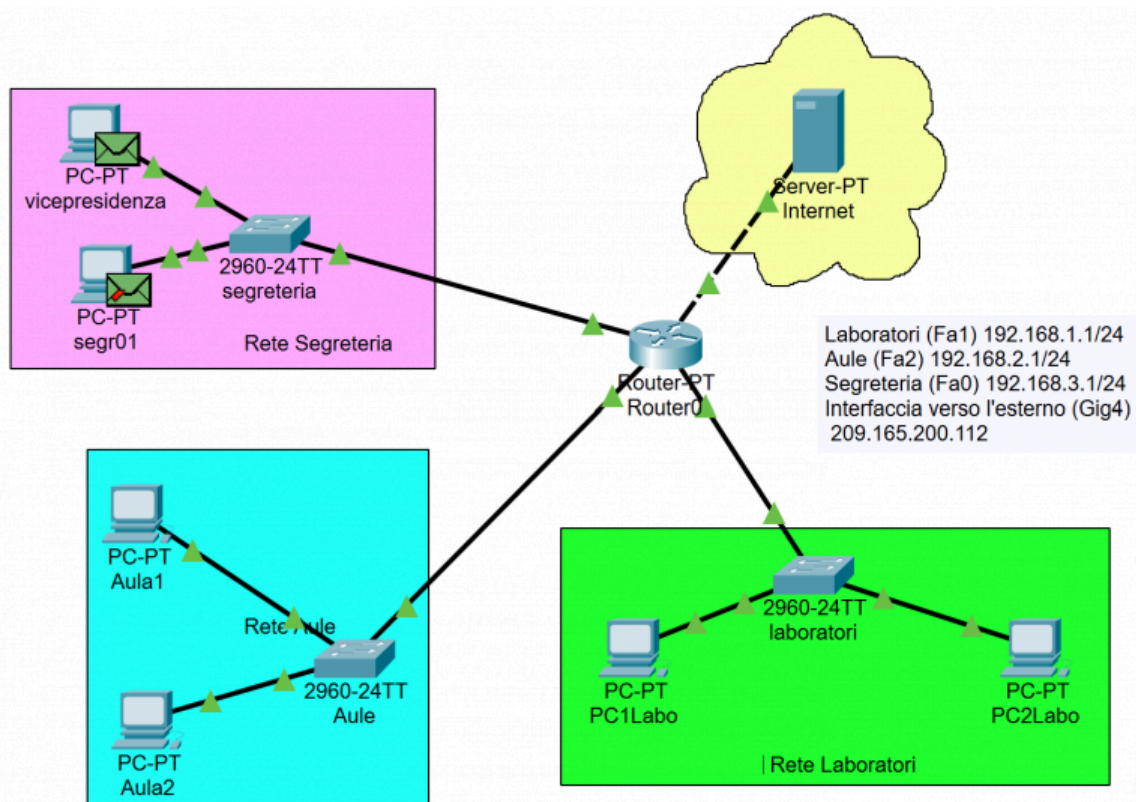 PC-PT
vicepresidenza
PC-PT
segr01
2960-24TT
segreteria
Rete Segreteria
Server-PT
Internet
Router-PT
Router0
Laboratori (Fa1) 192.168.1.1/24
Aule (Fa2) 192.168.2.1/24
Segreteria (Fa0) 192.168.3.1/24
Interfaccia verso l'esterno (Gig4)
209.165.200.112
PC-PT
Aula1
Rete Aule
2960-24TT
Aule
PC-PT
Aula2
2960-24TT
laboratori
PC-PT
PC1Labo
PC-PT
PC2Labo
Rete Laboratori